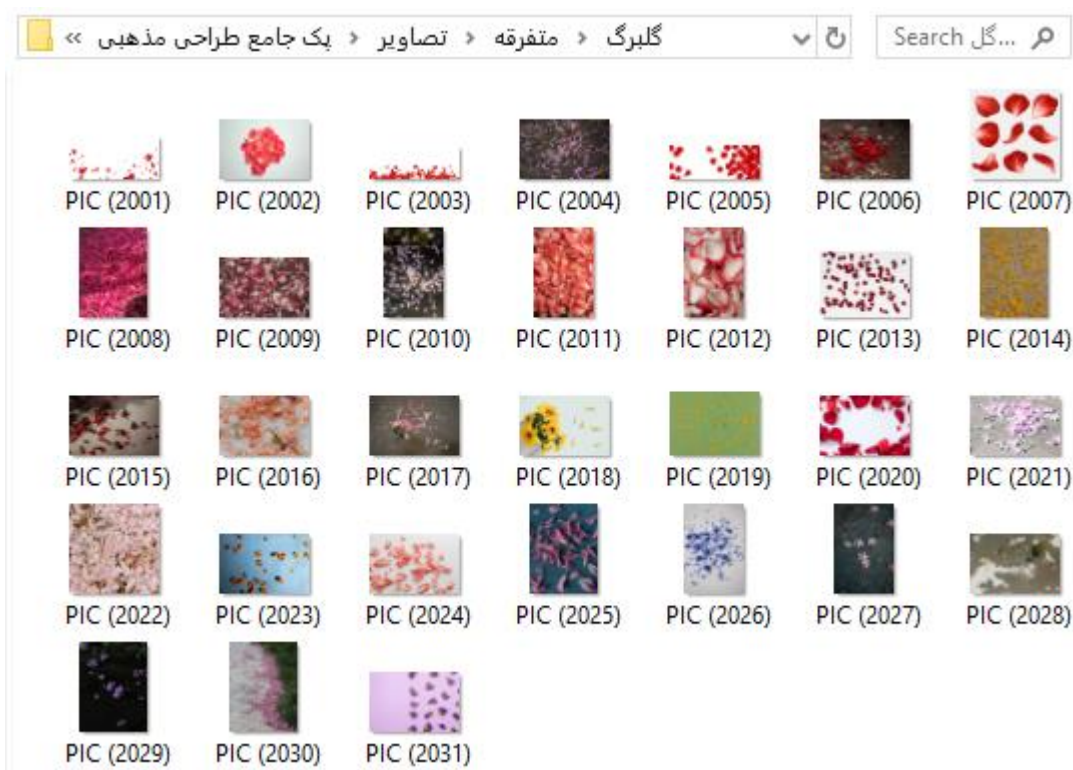 « پک جامع طراحی مذهبی › تصاویر › متفرقه › گلبرگ
Search گل...
PIC (2001) PIC (2002) PIC (2003) PIC (2004) PIC (2005) PIC (2006) PIC (2007)
PIC (2008) PIC (2009) PIC (2010) PIC (2011) PIC (2012) PIC (2013) PIC (2014)
PIC (2015) PIC (2016) PIC (2017) PIC (2018) PIC (2019) PIC (2020) PIC (2021)
PIC (2022) PIC (2023) PIC (2024) PIC (2025) PIC (2026) PIC (2027) PIC (2028)
PIC (2029) PIC (2030) PIC (2031)